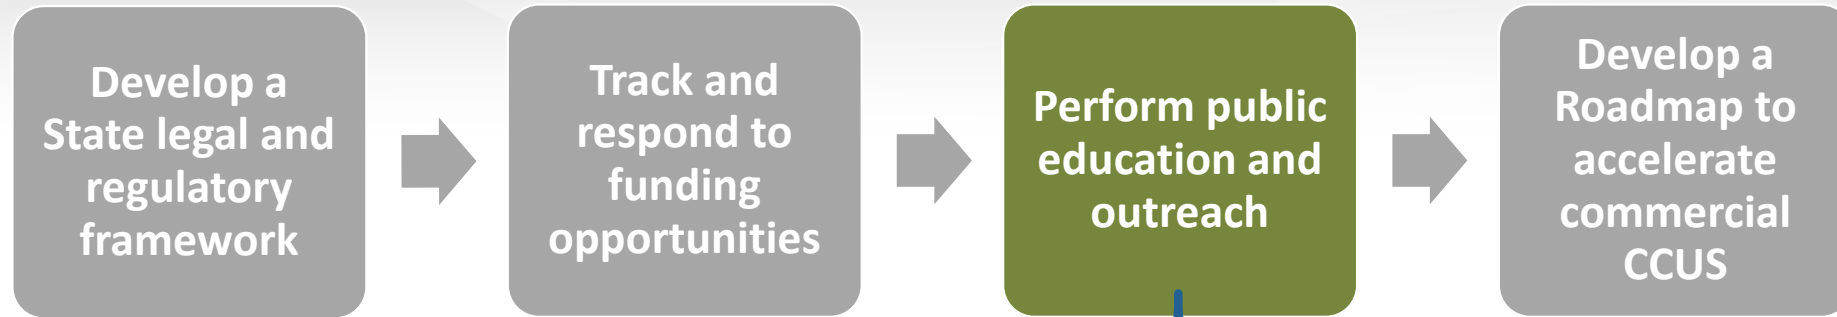 Develop a
State legal and
regulatory
framework
Track and
respond to
funding
opportunities
Perform public
education and
outreach
Develop a
Roadmap to
accelerate
commercial
CCUS